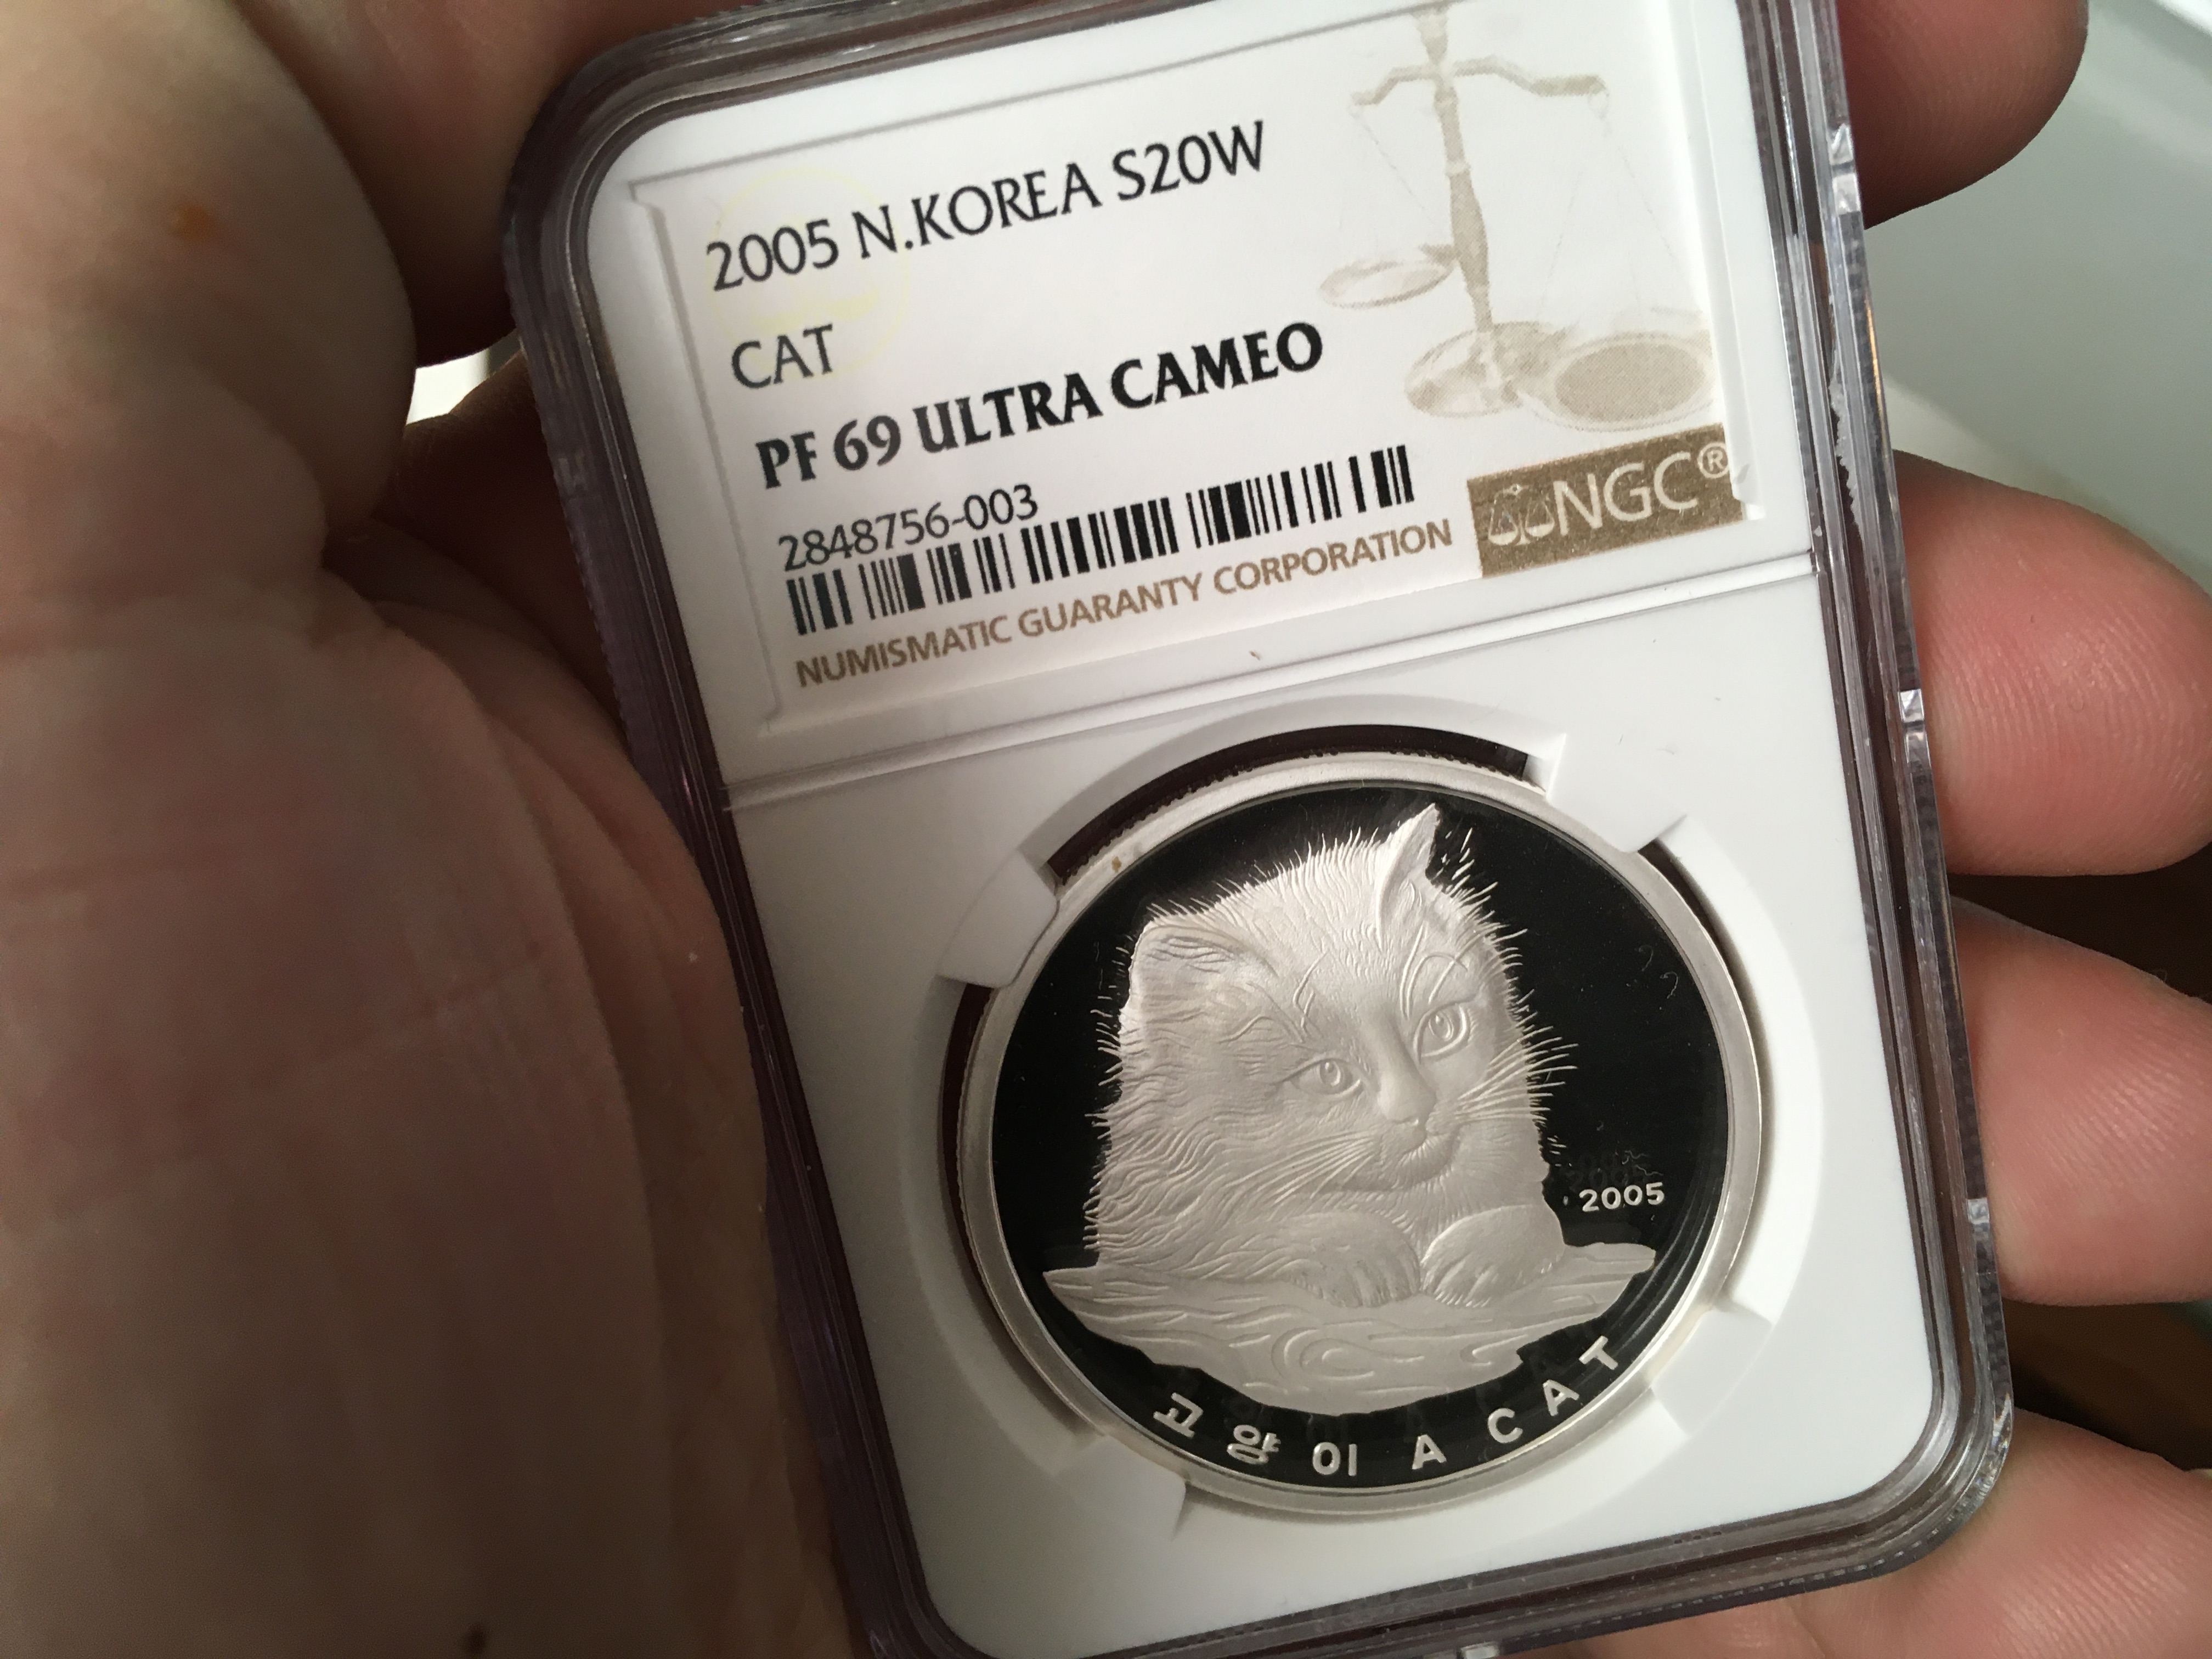 2005 N.KOREA S20W
CAT
PF 69 ULTRA CAMEO
2848756-003
NUMISMATIC GUARANTY CORPORATION
NGC®
2005
고양이 A CAT